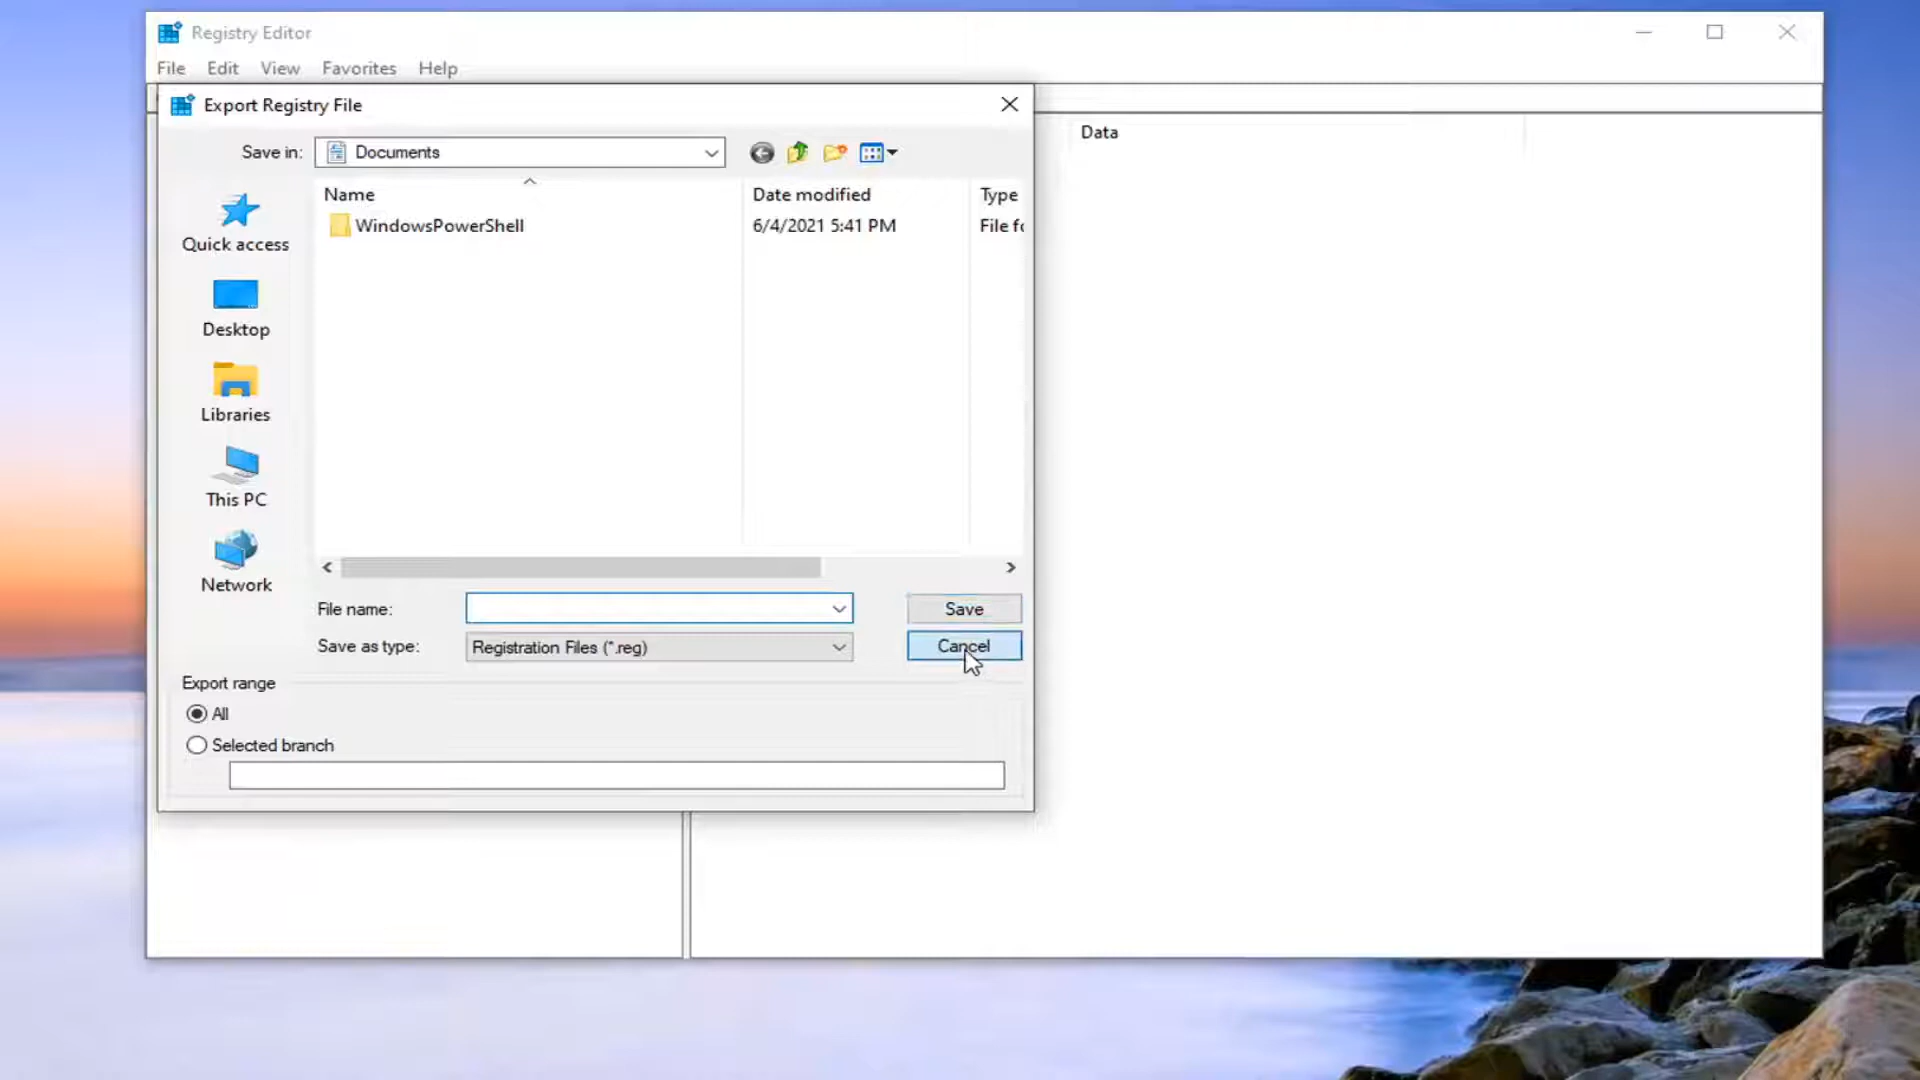 Registry Editor
File Edit View Favorites Help
Export Registry File
Data
Save in: Documents
Name Date modified Type
WindowsPowerShell 6/4/2021 5:41 PM File fo
Quick access
Desktop
Libraries
This PC
Network
File name: Save
Save as type: Registration Files (*.reg) Cancel
Export range
All
Selected branch